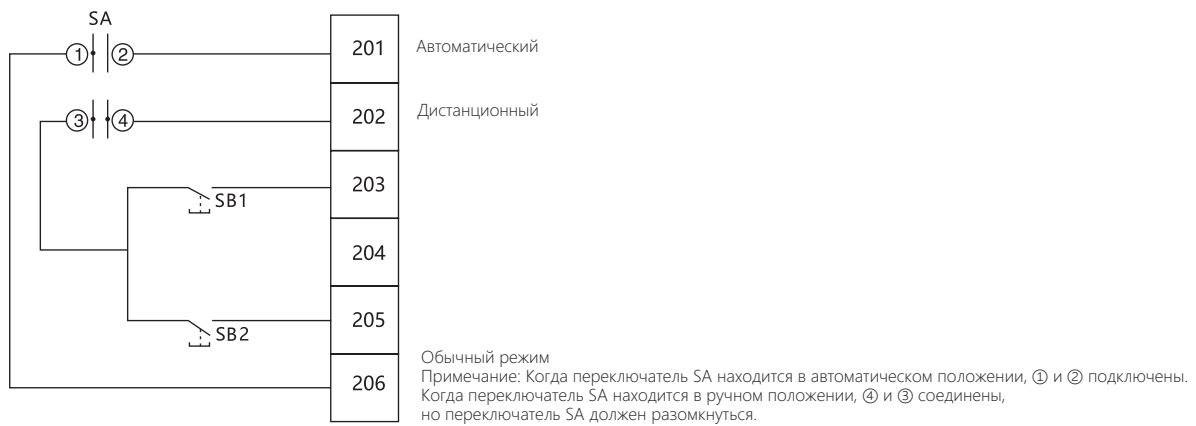 SA
① ② 201 Автоматический
③ ④ 202 Дистанционный
203
SB1
204
205
SB2
206
Обычный режим
Примечание: Когда переключатель SA находится в автоматическом положении, ① и ② подключены.
Когда переключатель SA находится в ручном положении, ④ и ③ соединены,
но переключатель SA должен разомкнуться.